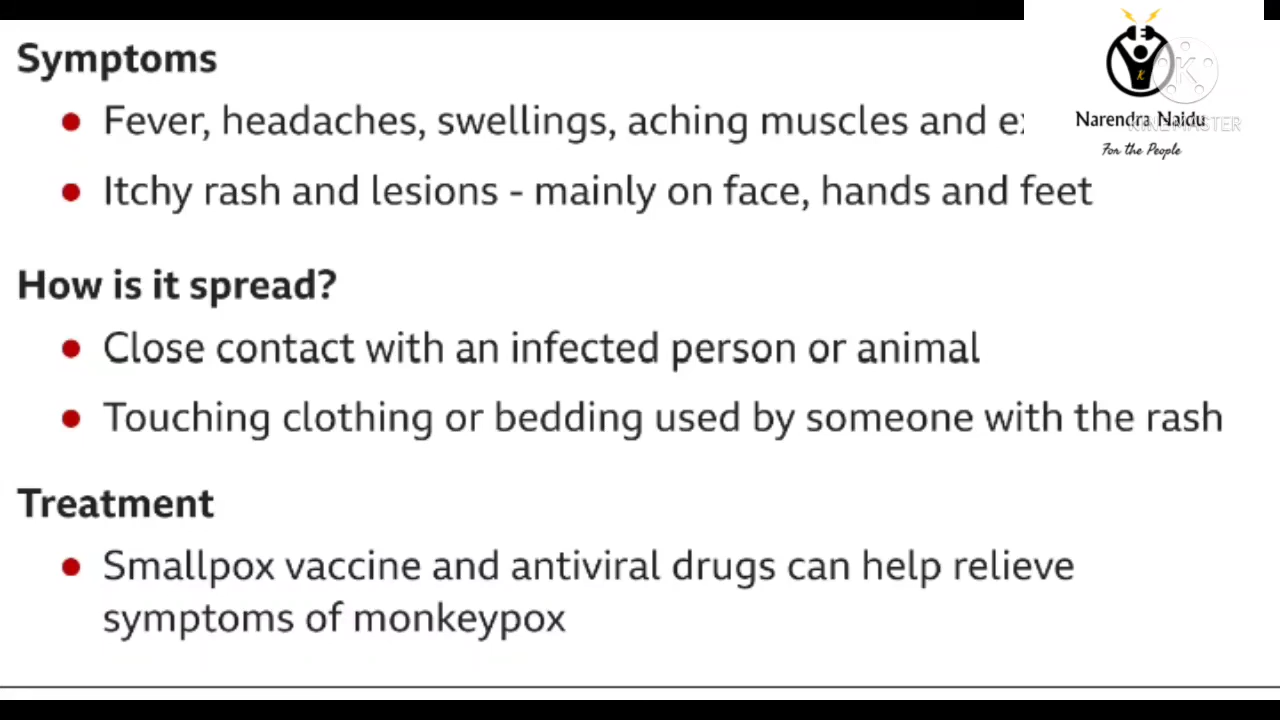 Symptoms
Fever, headaches, swellings, aching muscles and
Itchy rash and lesions - mainly on face, hands and feet
How is it spread?
Close contact with an infected person or animal
Touching clothing or bedding used by someone with the rash
Treatment
Smallpox vaccine and antiviral drugs can help relieve
symptoms of monkeypox
K
K
Narendra Naidu
KINEMASTER
For the People